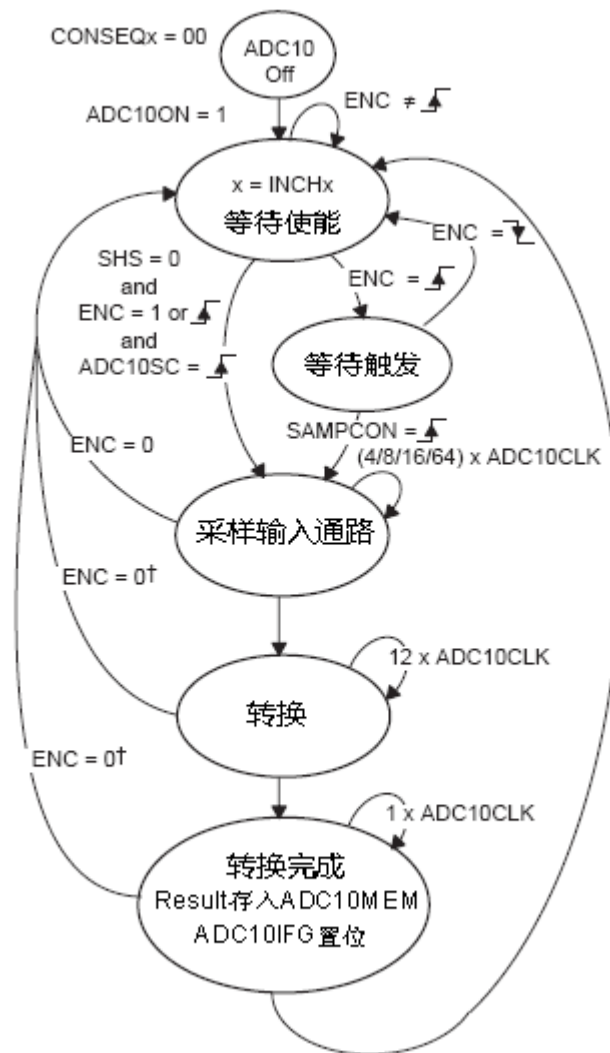 CONSEQx = 00
ADC10
Off
ADC10ON = 1
ENC ≠
x = INCHx
等待使能
ENC =
SHS = 0
and
ENC = 1 or
and
ADC10SC =
ENC =
等待触发
SAMPCON =
(4/8/16/64) x ADC10CLK
ENC = 0
采样输入通路
ENC = 0†
12 x ADC10CLK
转换
ENC = 0†
1 x ADC10CLK
转换完成
Result存入ADC10MEM
ADC10IFG置位